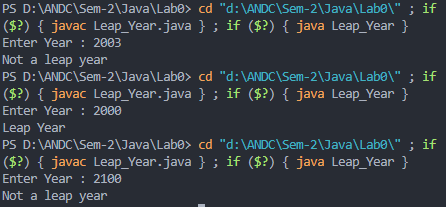 PS D:\ANDC\Sem-2\Java\Lab0> cd "d:\ANDC\Sem-2\Java\Lab0\" ; if
($?) { javac Leap_Year.java } ; if ($?) { java Leap_Year }
Enter Year : 2003
Not a leap year
PS D:\ANDC\Sem-2\Java\Lab0> cd "d:\ANDC\Sem-2\Java\Lab0\" ; if
($?) { javac Leap_Year.java } ; if ($?) { java Leap_Year }
Enter Year : 2000
Leap Year
PS D:\ANDC\Sem-2\Java\Lab0> cd "d:\ANDC\Sem-2\Java\Lab0\" ; if
($?) { javac Leap_Year.java } ; if ($?) { java Leap_Year }
Enter Year : 2100
Not a leap year